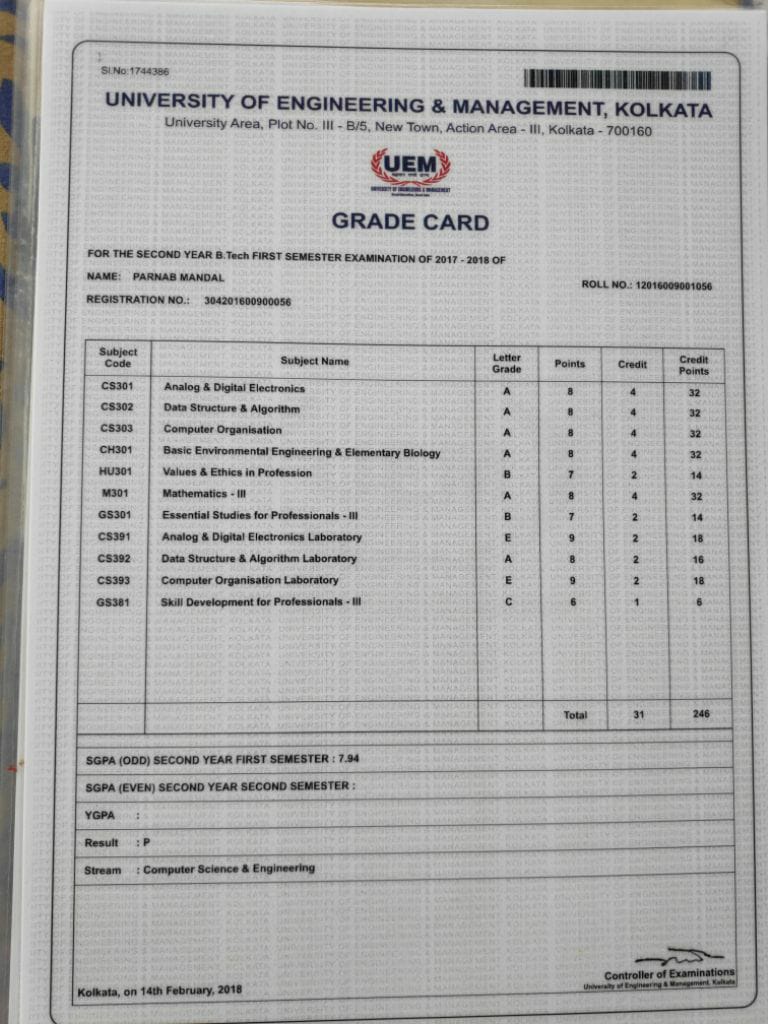 Sl.No:1744386
UNIVERSITY OF ENGINEERING & MANAGEMENT, KOLKATA
University Area, Plot No. III - B/5, New Town, Action Area - III, Kolkata - 700160
UEM
UNIVERSITY OF ENGINEERING & MANAGEMENT
GRADE CARD
FOR THE SECOND YEAR B.Tech FIRST SEMESTER EXAMINATION OF 2017 - 2018 OF
NAME: PARNAB MANDAL
ROLL NO.: 12016009001056
REGISTRATION NO.: 304201600900056
Subject Code Subject Name Letter Grade Points Credit Credit Points
CS301 Analog & Digital Electronics A 8 4 32
CS302 Data Structure & Algorithm A 8 4 32
CS303 Computer Organisation A 8 4 32
CH301 Basic Environmental Engineering & Elementary Biology A 8 4 32
HU301 Values & Ethics in Profession B 7 2 14
M301 Mathematics - III A 8 4 32
GS301 Essential Studies for Professionals - III B 7 2 14
CS391 Analog & Digital Electronics Laboratory E 9 2 18
CS392 Data Structure & Algorithm Laboratory A 8 2 16
CS393 Computer Organisation Laboratory E 9 2 18
GS381 Skill Development for Professionals - III C 6 1 6
Total 31 246
SGPA (ODD) SECOND YEAR FIRST SEMESTER : 7.94
SGPA (EVEN) SECOND YEAR SECOND SEMESTER :
YGPA :
Result : P
Stream : Computer Science & Engineering
Controller of Examinations
University of Engineering & Management, Kolkata
Kolkata, on 14th February, 2018